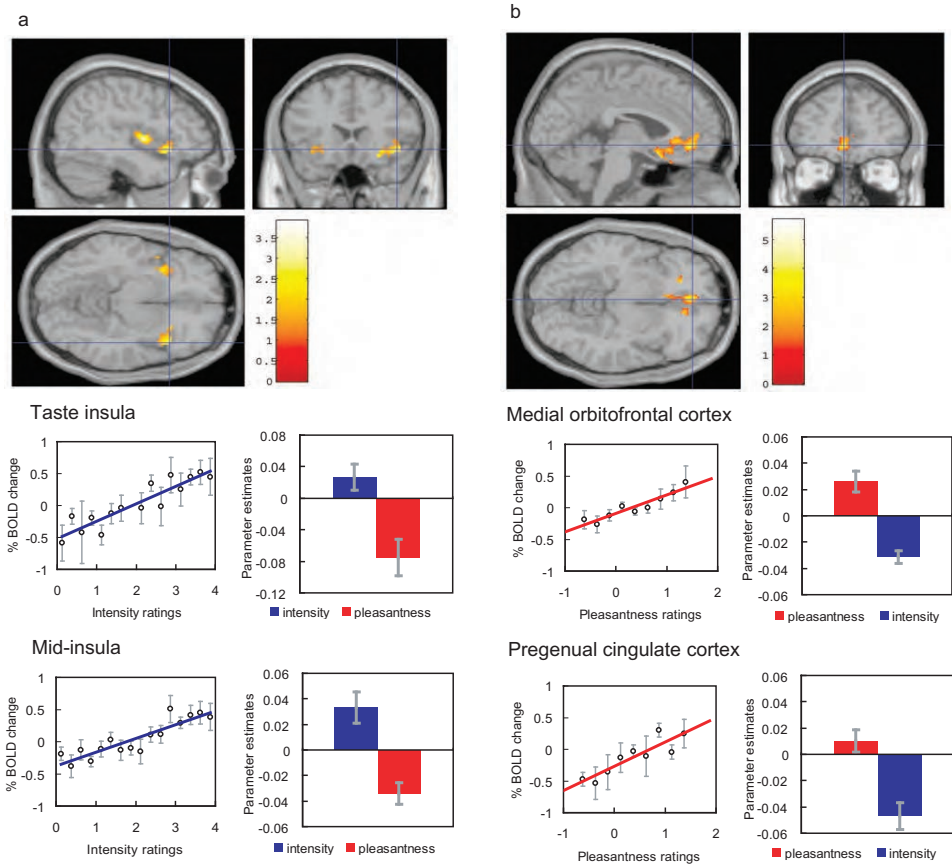 a
3.5
3
2.5
2
1.5
1
0.5
0
Taste insula
% BOLD change
1
0.5
0
-0.5
-1
0 1 2 3 4
Intensity ratings
Parameter estimates
0.08
0.04
0
-0.04
-0.08
-0.12
intensity pleasantness
Mid-insula
% BOLD change
1
0.5
0
-0.5
1
0 1 2 3 4
Intensity ratings
Parameter estimates
0.06
0.04
0.02
0
-0.02
-0.04
-0.06
intensity pleasantness
b
5
4
3
2
1
0
Medial orbitofrontal cortex
% BOLD change
1
0.5
0
-0.5
-1
-1 0 1 2
Pleasantness ratings
Parameter estimates
0.06
0.04
0.02
0
-0.02
-0.04
-0.06
pleasantness intensity
Pregenual cingulate cortex
% BOLD change
1
0.5
0
-0.5
-1
-1 0 1 2
Pleasantness ratings
Parameter estimates
0.06
0.04
0.02
0
-0.02
-0.04
-0.06
pleasantness intensity